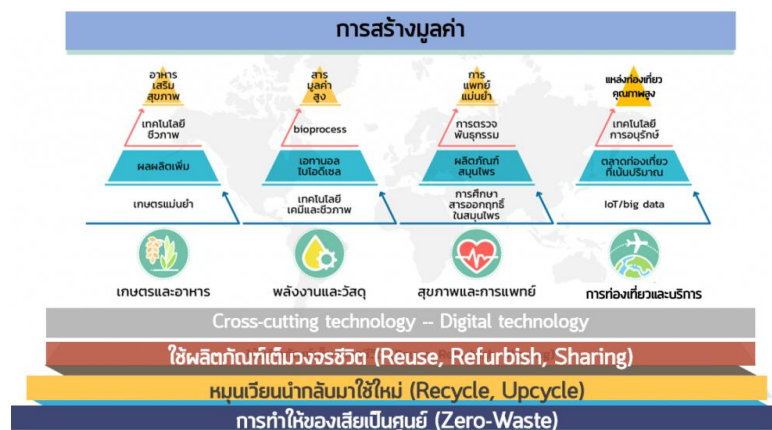 การสร้างมูลค่า
อาหาร
เสริม
สุขภาพ
เทคโนโลยี
ชีวภาพ
ผลผลิตเพิ่ม
เกษตรแม่นยำ
เกษตรและอาหาร
สาร
มูลค่า
สูง
bioprocess
เอทานอล
ไบโอดีเซล
เทคโนโลยี
เคมีและชีวภาพ
พลังงานและวัสดุ
การ
แพทย์
แม่นยำ
การตรวจ
พันธุกรรม
ผลิตภัณฑ์
สมุนไพร
การศึกษา
สารออกฤทธิ์
ในสมุนไพร
สุขภาพและการแพทย์
แหล่งท่องเที่ยว
คุณภาพสูง
เทคโนโลยี
การอนุรักษ์
ตลาดท่องเที่ยว
ที่เน้นปริมาณ
IoT/big data
การท่องเที่ยวและบริการ
Cross-cutting technology -- Digital technology
ใช้ผลิตภัณฑ์เต็มวงจรชีวิต (Reuse, Refurbish, Sharing)
หมุนเวียนนำกลับมาใช้ใหม่ (Recycle, Upcycle)
การทำให้ของเสียเป็นศูนย์ (Zero-Waste)